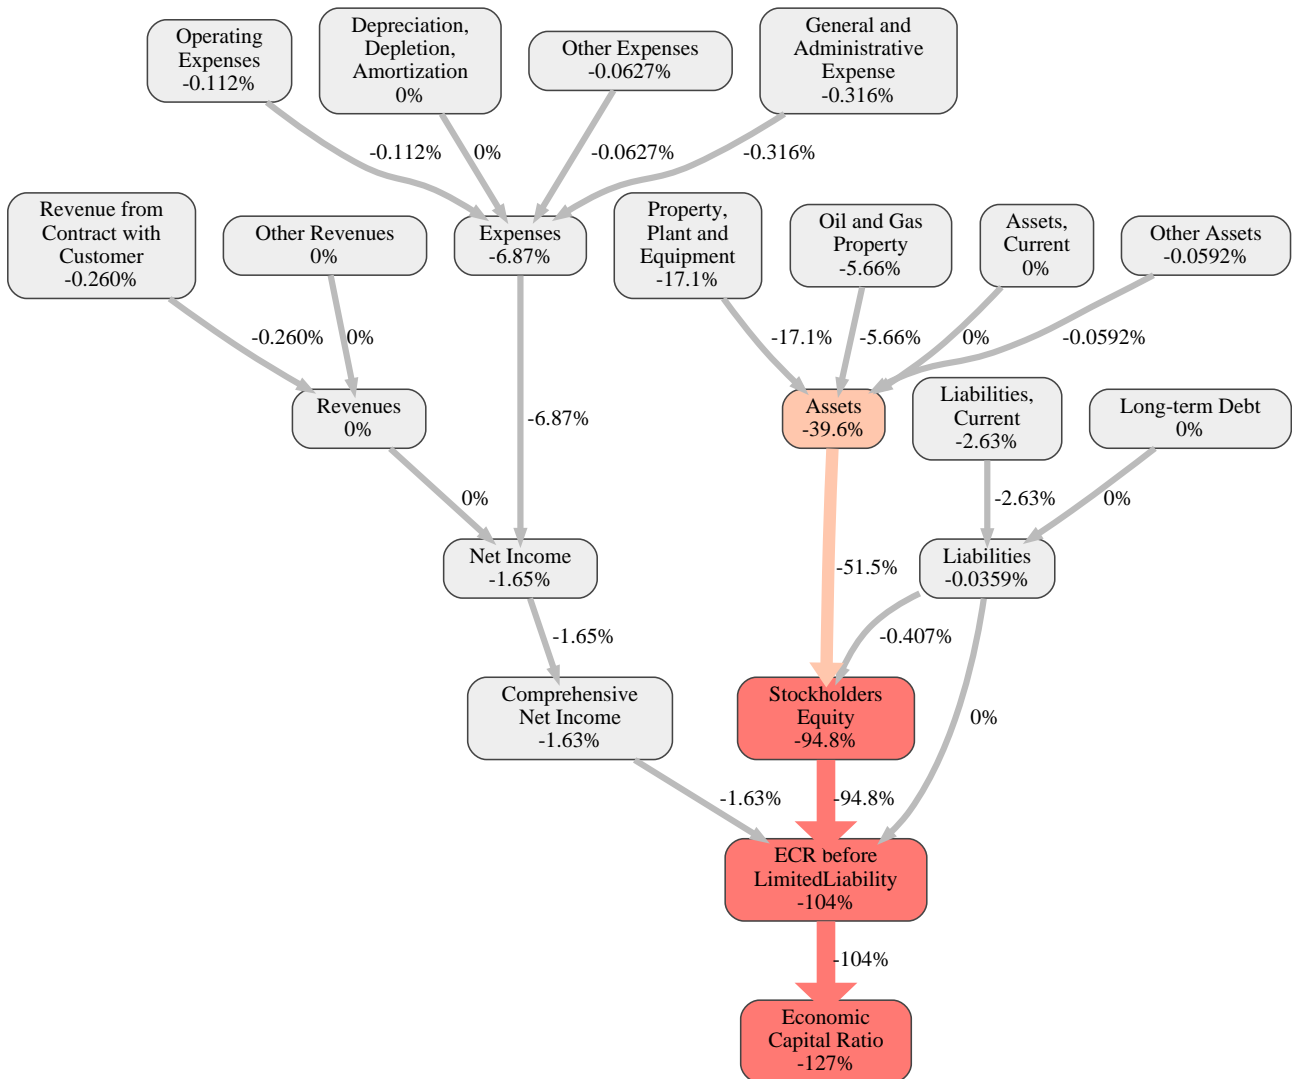 Operating
Expenses
-0.112%
Depreciation,
Depletion,
Amortization
0%
Other Expenses
-0.0627%
General and
Administrative
Expense
-0.316%
-0.112%
0%
-0.0627%
-0.316%
Revenue from
Contract with
Customer
-0.260%
Other Revenues
0%
Expenses
-6.87%
Property,
Plant and
Equipment
-17.1%
Oil and Gas
Property
-5.66%
Assets,
Current
0%
Other Assets
-0.0592%
-0.260%
0%
-17.1%
-5.66%
0%
-0.0592%
Revenues
0%
-6.87%
Assets
-39.6%
Liabilities,
Current
-2.63%
Long-term Debt
0%
0%
-2.63%
0%
Net Income
-1.65%
-51.5%
Liabilities
-0.0359%
-1.65%
-0.407%
Comprehensive
Net Income
-1.63%
Stockholders
Equity
-94.8%
0%
-1.63%
-94.8%
ECR before
LimitedLiability
-104%
-104%
Economic
Capital Ratio
-127%